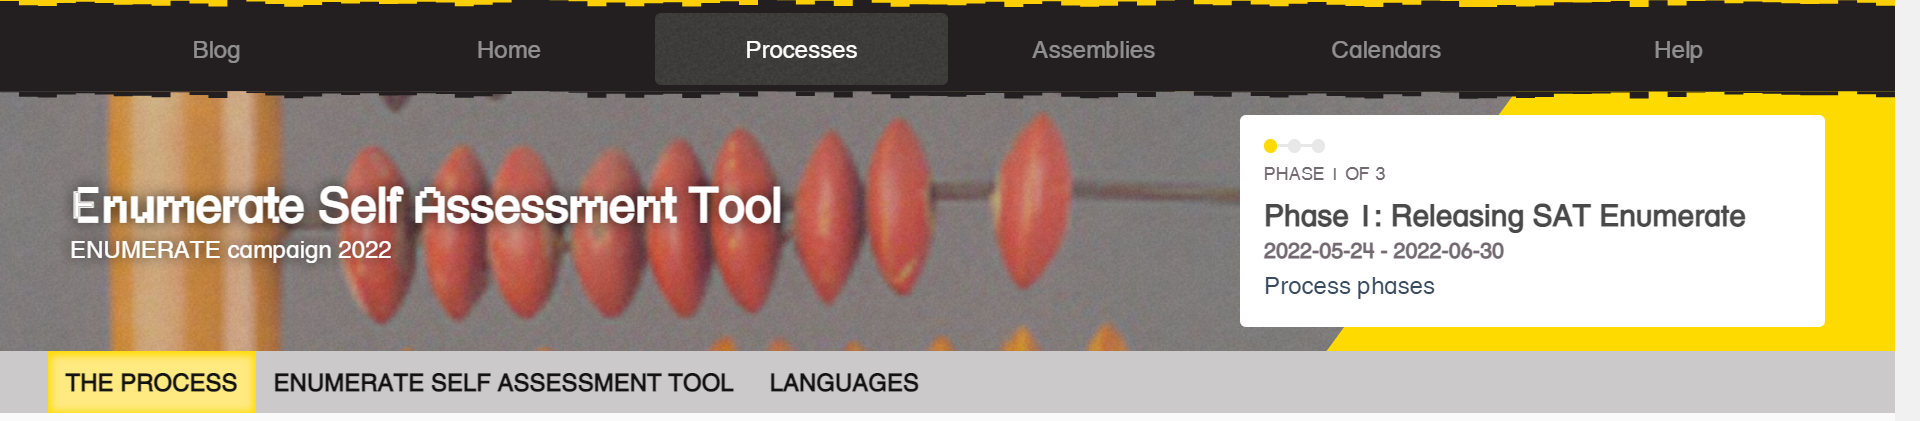 Blog Home Processes Assemblies Calendars Help
Enumerate Self Assessment Tool
ENUMERATE campaign 2022
PHASE 1 OF 3
Phase 1: Releasing SAT Enumerate
2022-05-24 - 2022-06-30
Process phases
THE PROCESS ENUMERATE SELF ASSESSMENT TOOL LANGUAGES